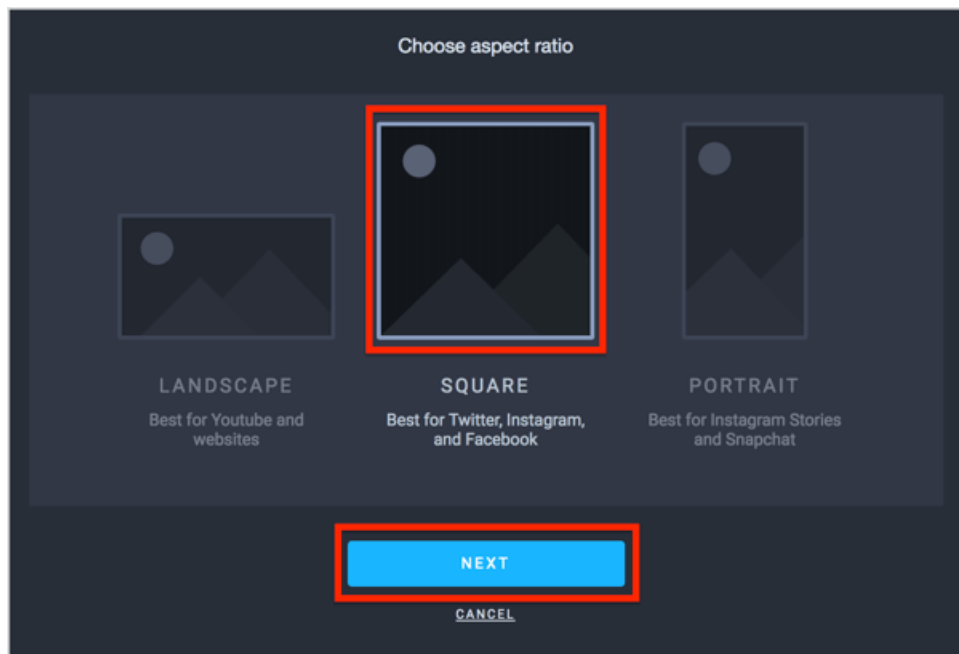 Choose aspect ratio
LANDSCAPE
Best for Youtube and
websites
SQUARE
Best for Twitter, Instagram,
and Facebook
PORTRAIT
Best for Instagram Stories
and Snapchat
NEXT
CANCEL